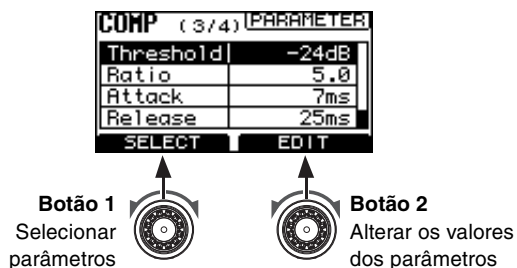 COMP (3/4) PARAMETER
Threshold -24dB
Ratio 5.0
Attack 7ms
Release 25ms
SELECT EDIT
Botão 1 Botão 2
Selecionar Alterar os valores
parâmetros dos parâmetros